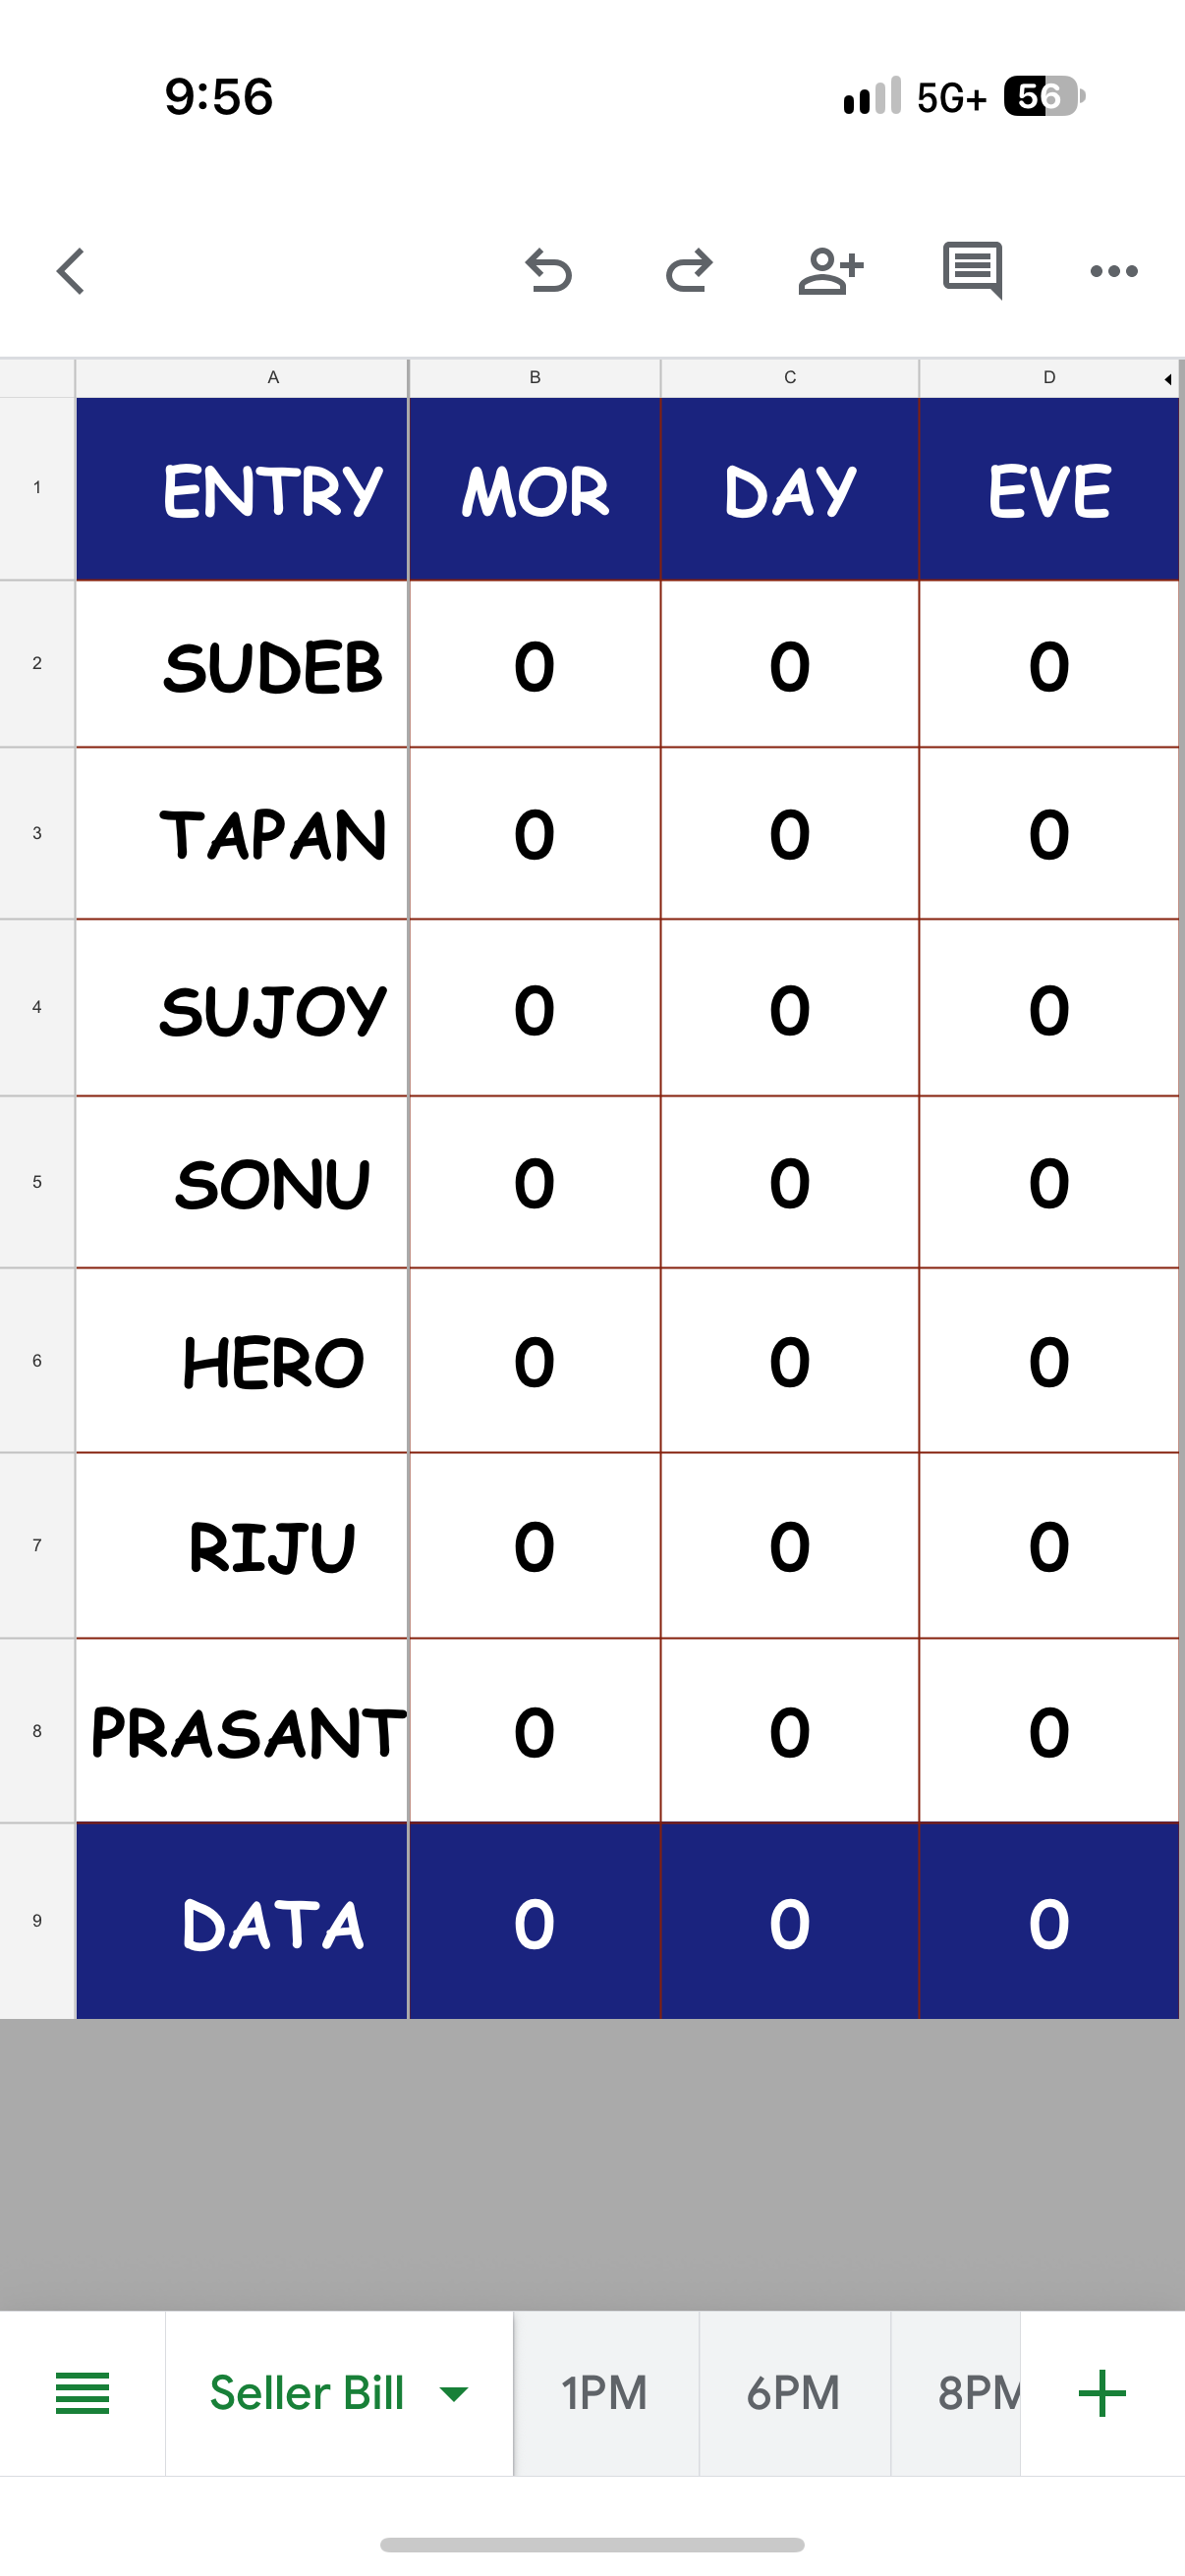 9:56 5G+ 56
A B C D
1 ENTRY MOR DAY EVE
2 SUDEB 0 0 0
3 TAPAN 0 0 0
4 SUJOY 0 0 0
5 SONU 0 0 0
6 HERO 0 0 0
7 RIJU 0 0 0
8 PRASANT 0 0 0
9 DATA 0 0 0
Seller Bill 1PM 6PM 8PM